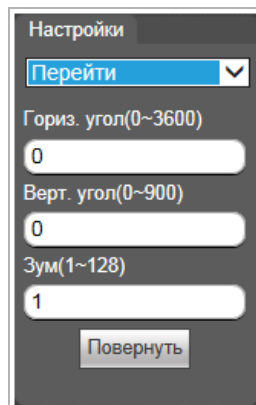 Настройки
Перейти
Гориз. угол(0~3600)
0
Верт. угол(0~900)
0
Зум(1~128)
1
Повернуть